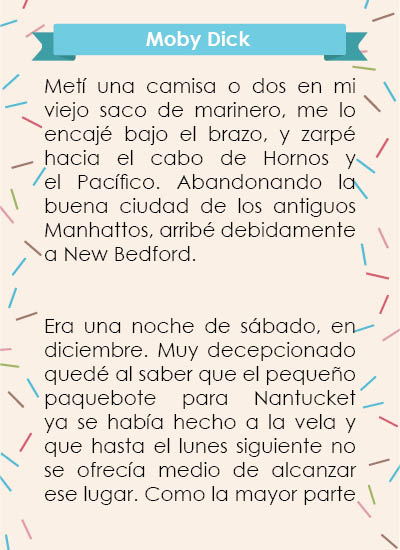 Moby Dick
Metí una camisa o dos en mi
viejo saco de marinero, me lo
encajé bajo el brazo, y zarpé
hacia el cabo de Hornos y
el Pacífico. Abandonando la
buena ciudad de los antiguos
Manhattos, arribé debidamente
a New Bedford.
Era una noche de sábado, en
diciembre. Muy decepcionado
quedé al saber que el pequeño
paquebote para Nantucket
ya se había hecho a la vela y
que hasta el lunes siguiente no
se ofrecía medio de alcanzar
ese lugar. Como la mayor parte